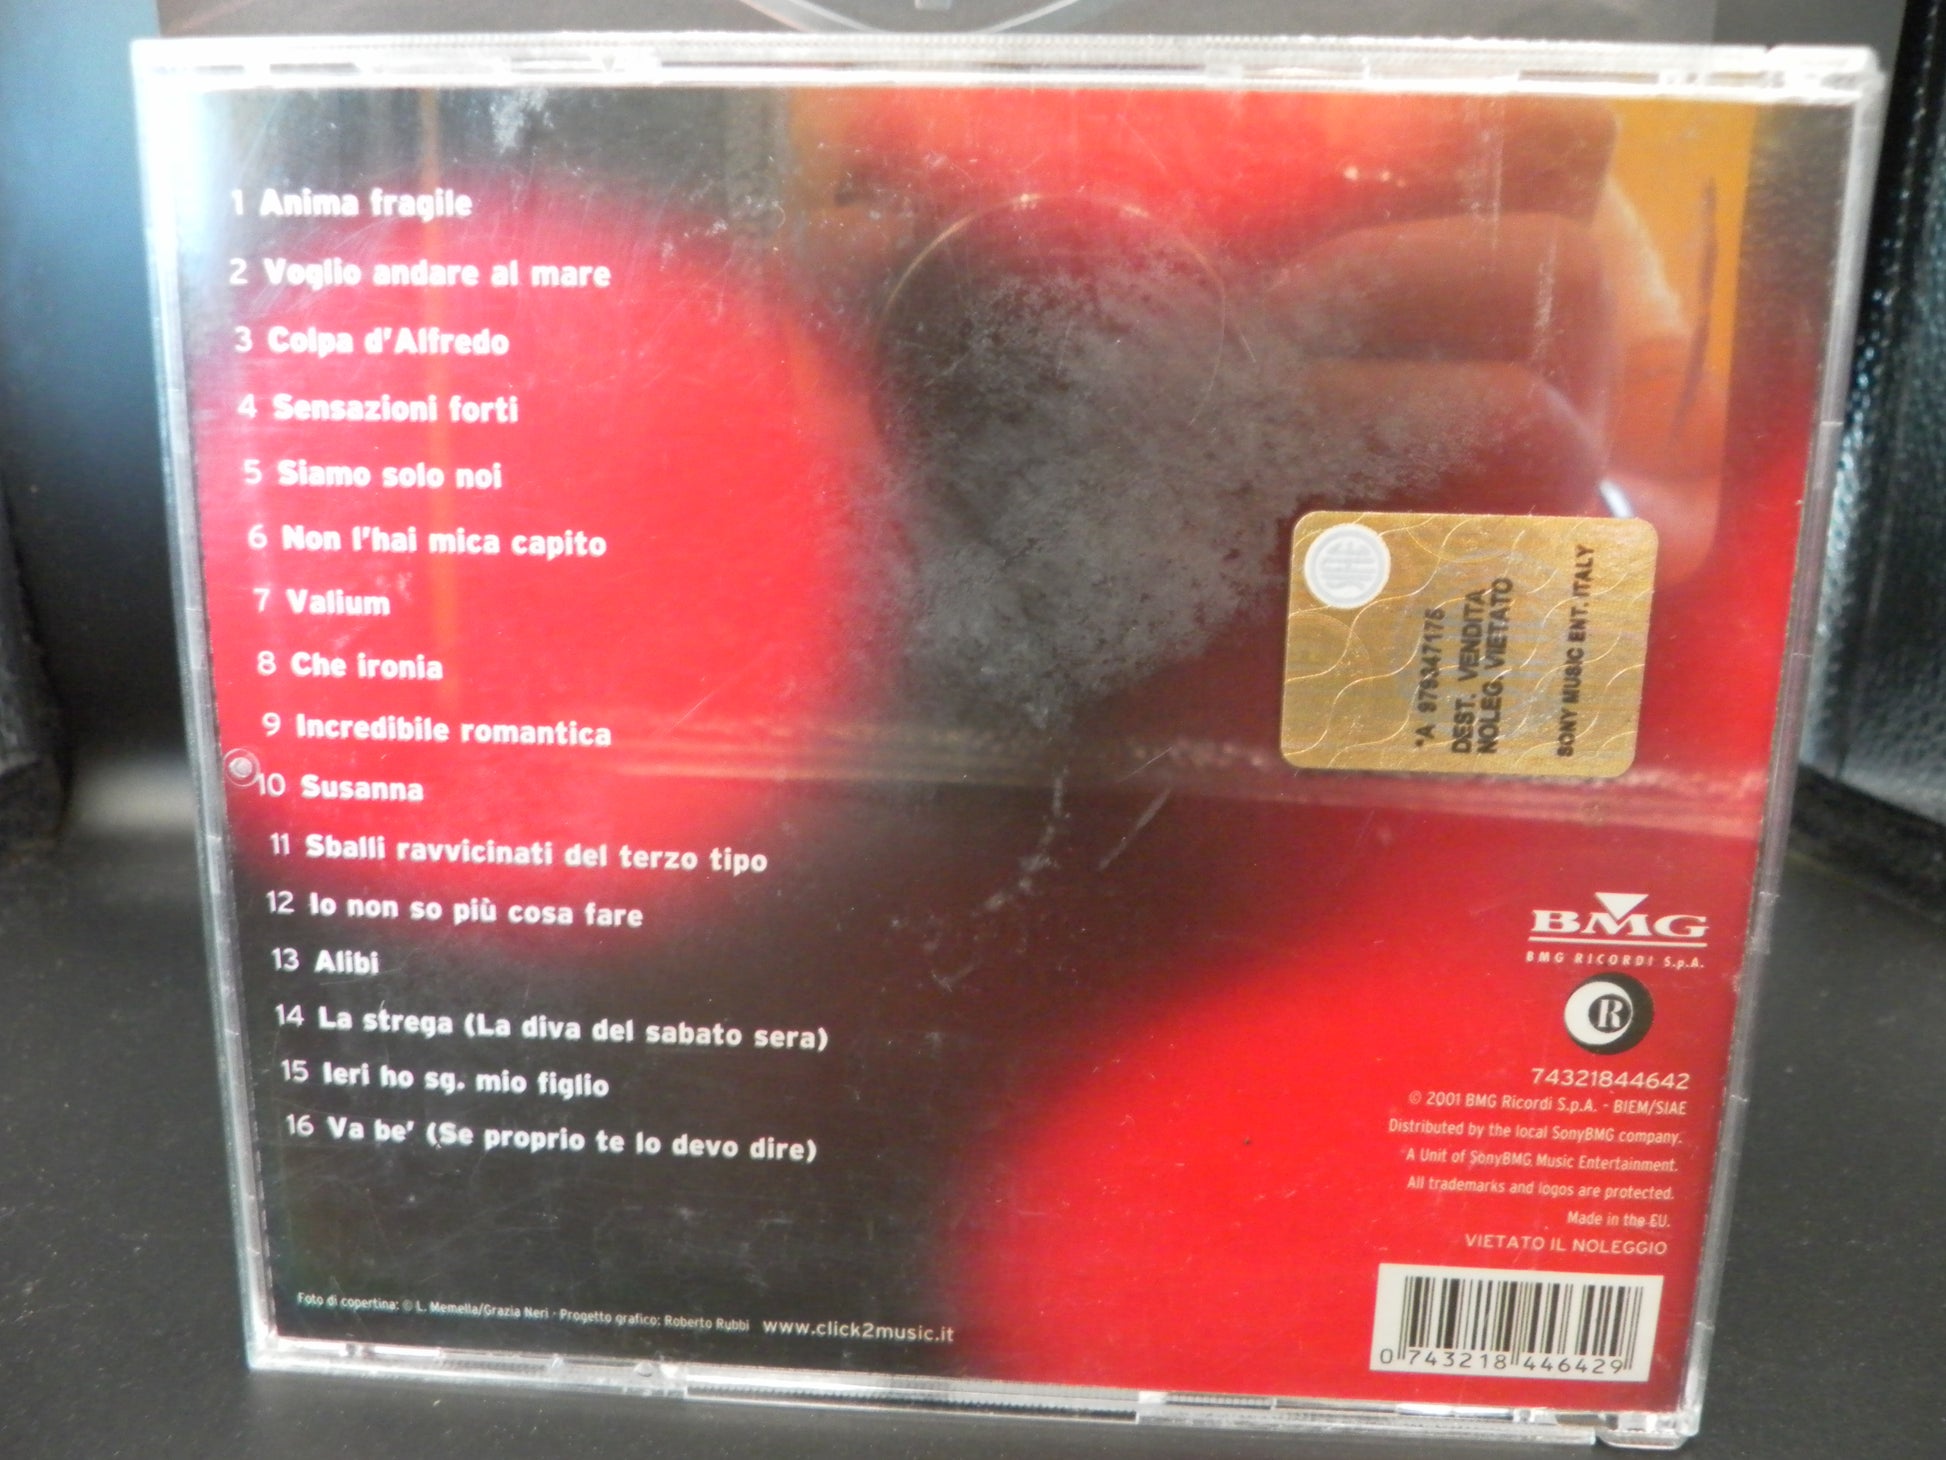 1 Anima fragile
2 Voglio andare al mare
3 Colpa d'Alfredo
4 Sensazioni forti
5 Siamo solo noi
6 Non l'hai mica capito
7 Valium
8 Che ironia
9 Incredibile romantica
10 Susanna
11 Sballi ravvicinati del terzo tipo
12 Io non so più cosa fare
13 Alibi
14 La strega (La diva del sabato sera)
15 Ieri ho sg. mio figlio
16 Va be' (Se proprio te lo devo dire)
Foto di copertina: © L. Memella/Grazia Neri · Progetto grafico: Roberto Rubbi www.click2music.it
*A 979347175
DEST. VENDITA
NOLEG. VIETATO
SONY MUSIC ENT. ITALY
BMG
BMG RICORDI S.p.A.
R
74321844642
© 2001 BMG Ricordi S.p.A. - BIEM/SIAE
Distributed by the local SonyBMG company.
A Unit of SonyBMG Music Entertainment.
All trademarks and logos are protected.
Made in the EU.
VIETATO IL NOLEGGIO
0 743218 446429